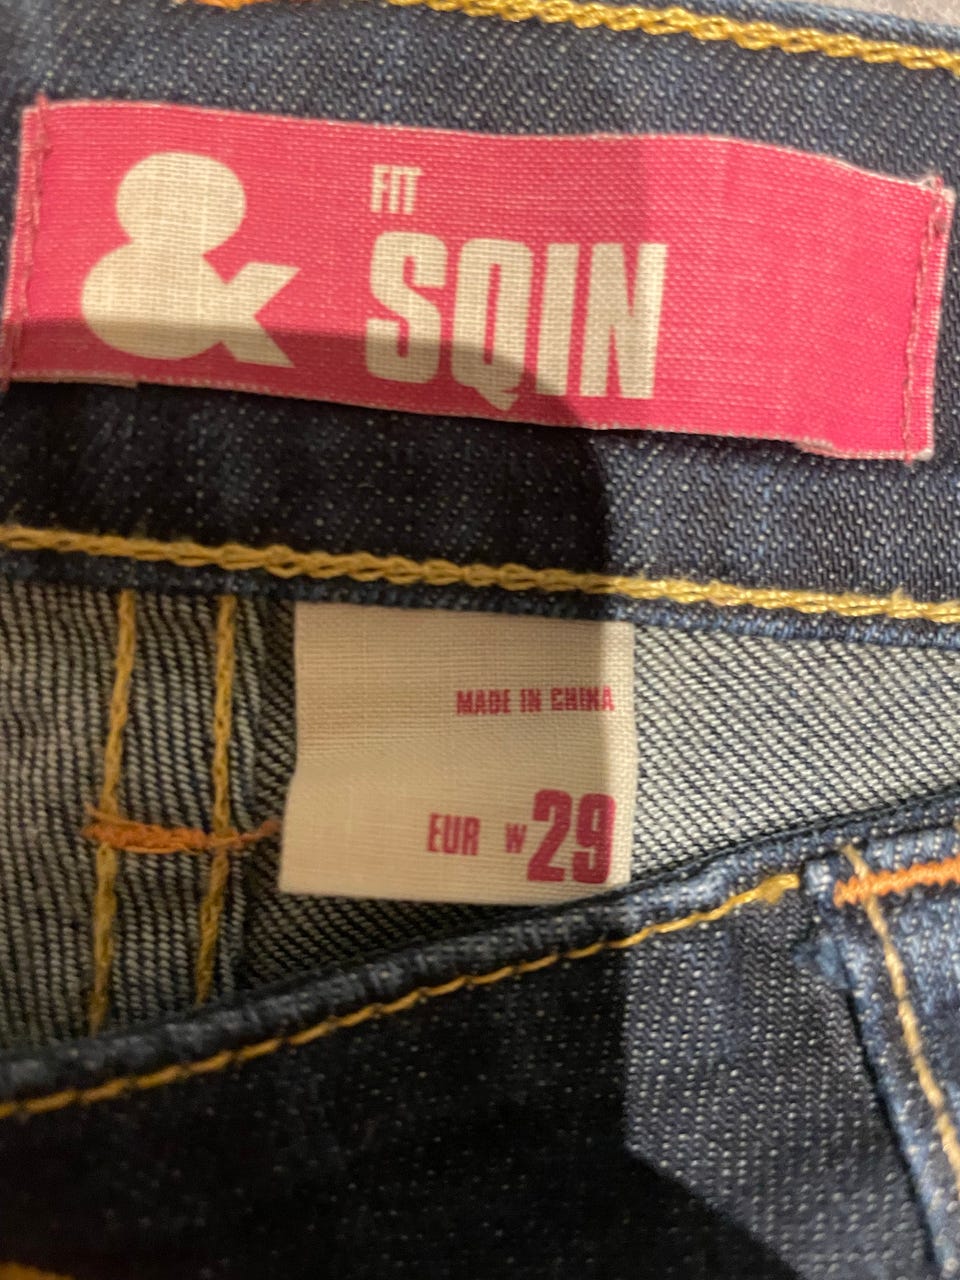 & FIT
SQIN
MADE IN CHINA
EUR W29